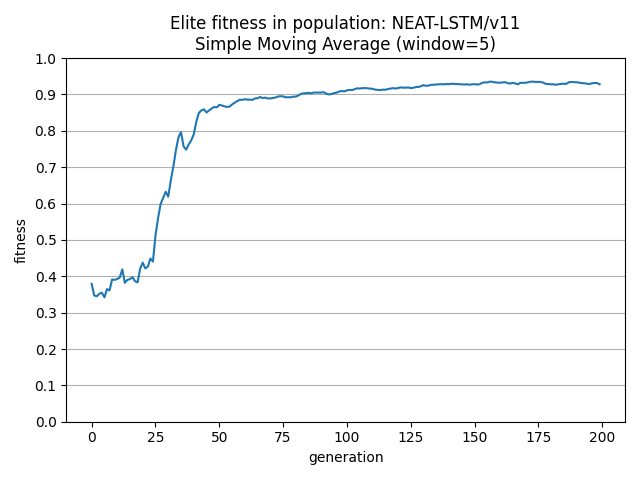 Elite fitness in population: NEAT-LSTM/v11
Simple Moving Average (window=5)
1.0
0.9
0.8
0.7
0.6
0.5
0.4
0.3
0.2
0.1
0.0
fitness
0 25 50 75 100 125 150 175 200
generation